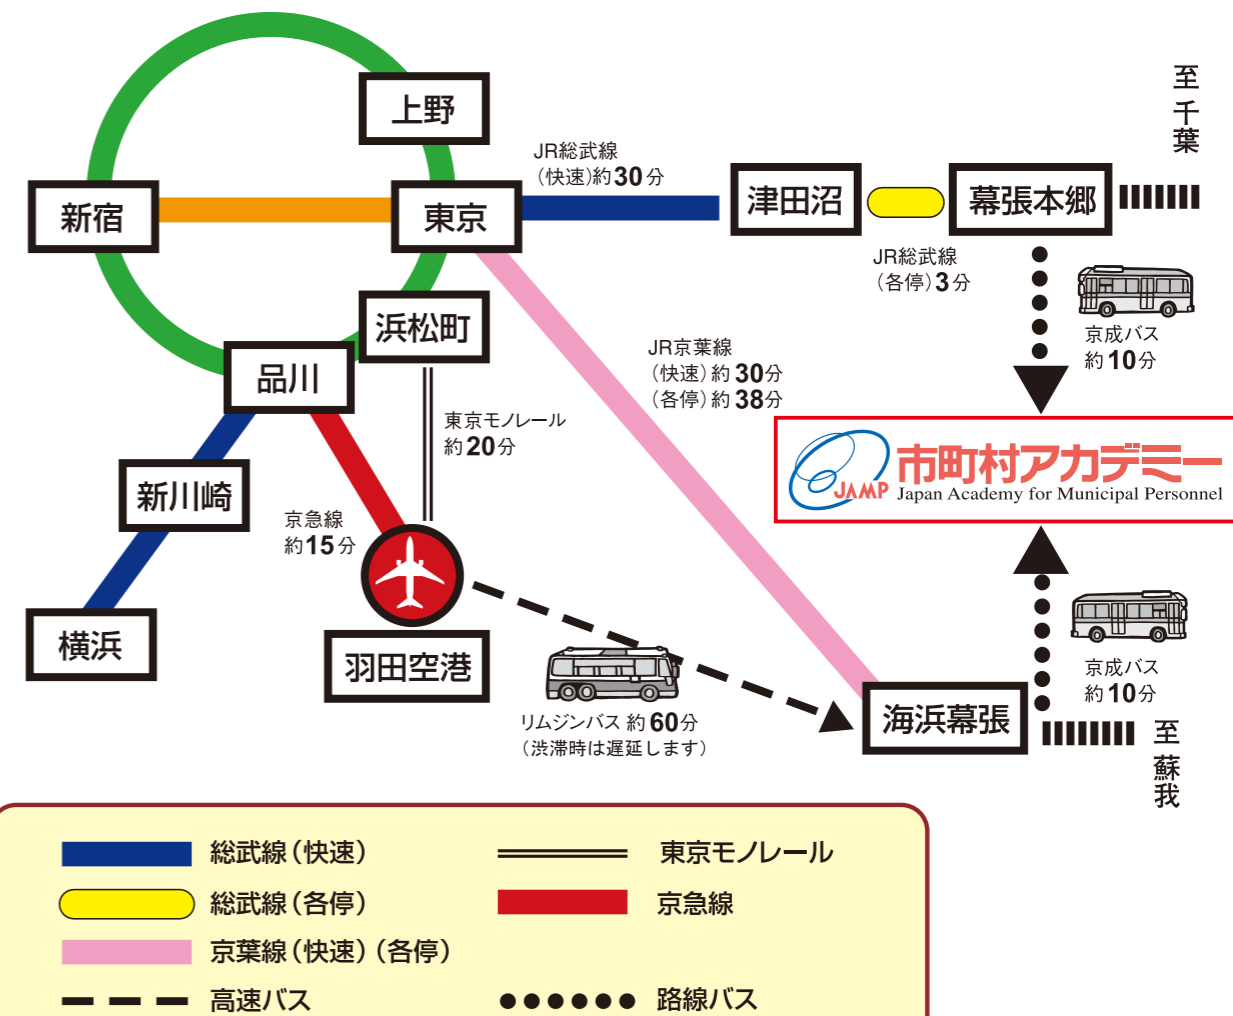 上野
至千葉
JR総武線
(快速)約30分
新宿
東京
津田沼
幕張本郷
JR総武線
(各停)3分
浜松町
京成バス
約10分
JR京葉線
(快速)約30分
(各停)約38分
品川
東京モノレール
約20分
JAMP
市町村アカデミー
Japan Academy for Municipal Personnel
新川崎
京急線
約15分
横浜
羽田空港
京成バス
約10分
リムジンバス 約60分
(渋滞時は遅延します)
海浜幕張
至蘇我
総武線(快速)
東京モノレール
総武線(各停)
京急線
京葉線(快速)(各停)
高速バス
路線バス